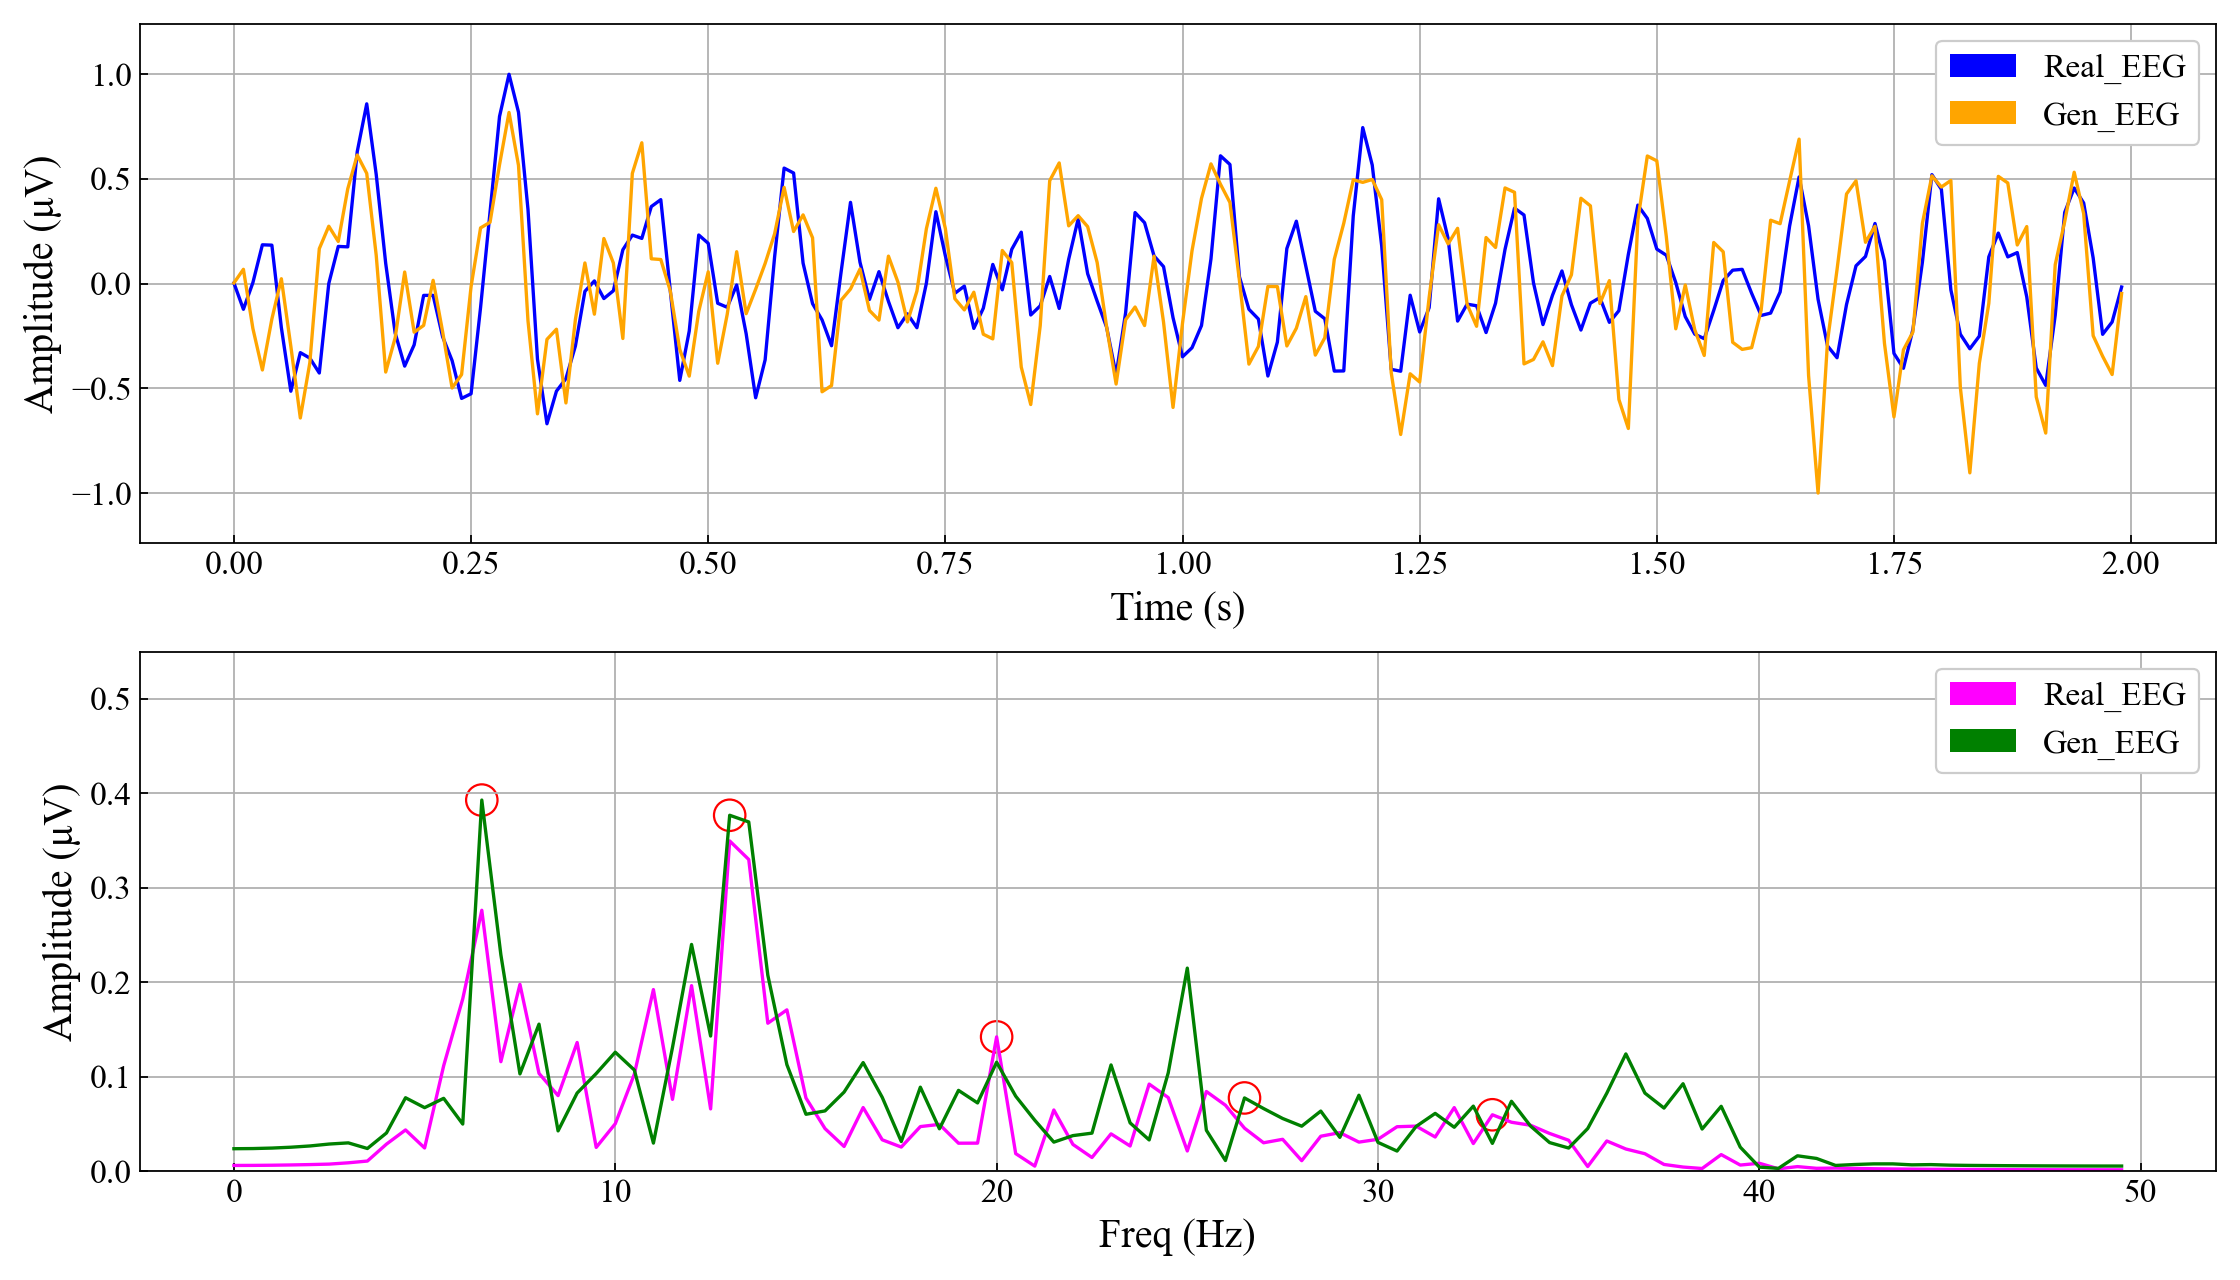 1.0
0.5
0.0
−0.5
−1.0
Amplitude (μV)
Real_EEG
Gen_EEG
0.00 0.25 0.50 0.75 1.00 1.25 1.50 1.75 2.00
Time (s)
0.5
0.4
0.3
0.2
0.1
0.0
Amplitude (μV)
Real_EEG
Gen_EEG
0 10 20 30 40 50
Freq (Hz)